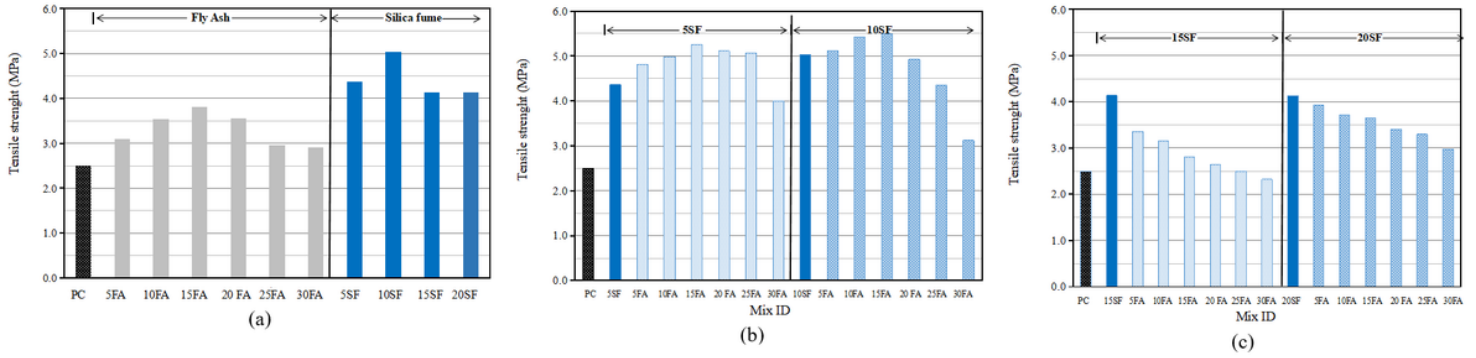 6.0
5.0
4.0
3.0
2.0
1.0
0.0
Tensile strenght (MPa)
Fly Ash
Silica fume
PC 5FA 10FA 15FA 20 FA 25FA 30FA 5SF 10SF 15SF 20SF
(a)
6.0
5.0
4.0
3.0
2.0
1.0
0.0
Tensile strenght (MPa)
5SF
10SF
PC 5SF 5FA 10FA 15FA 20 FA 25FA 30FA 10SF 5FA 10FA 15FA 20 FA 25FA 30FA
Mix ID
(b)
6.0
5.0
4.0
3.0
2.0
1.0
0.0
Tensile strenght (MPa)
15SF
20SF
PC 15SF 5FA 10FA 15FA 20 FA 25FA 30FA 20SF 5FA 10FA 15FA 20 FA 25FA 30FA
Mix ID
(c)